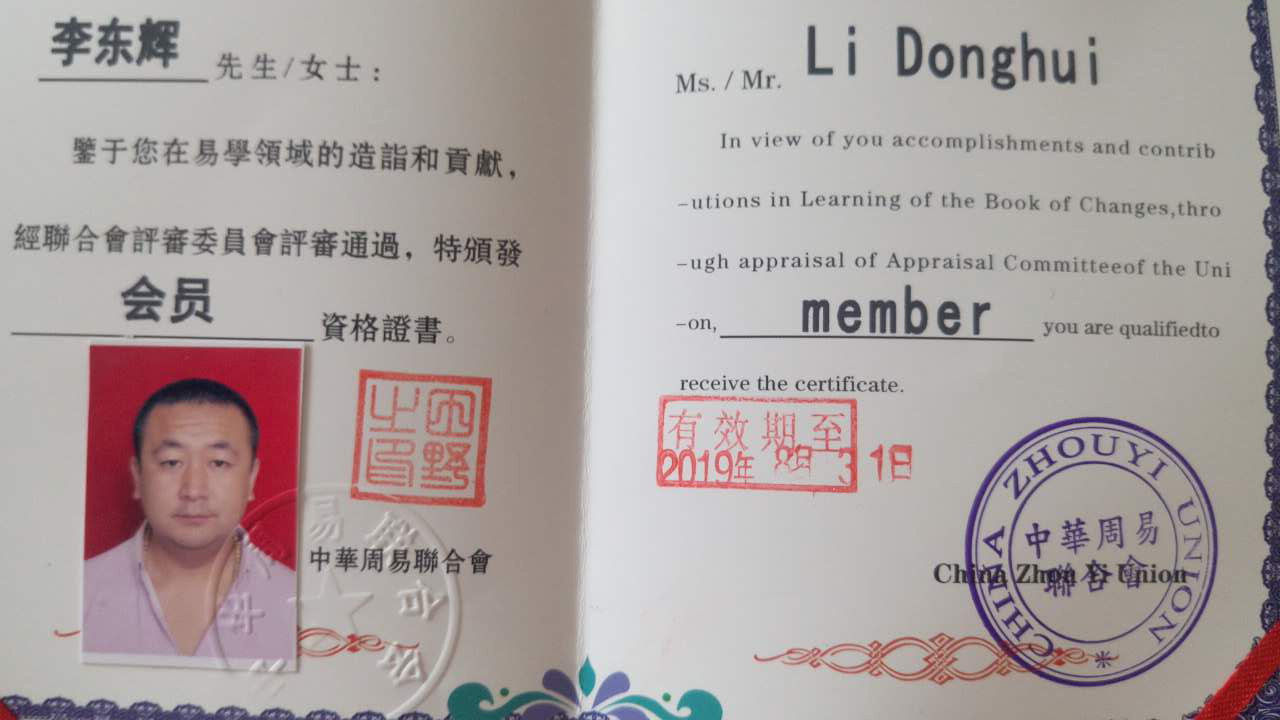 李东辉 先生/女士：
鑒于您在易學領域的造詣和貢獻，
經聯合會評審委員會評審通過，特頒發
会员 資格證書。
中華周易聯合會
Ms. / Mr. Li Donghui
In view of you accomplishments and contrib
-utions in Learning of the Book of Changes,thro
-ugh appraisal of Appraisal Committeeof the Uni
-on, member you are qualifiedto
receive the certificate.
有效期至
2019年 8月 31日
China Zhou Yi Union
CHINA ZHOUYI UNION
中華周易
聯合會